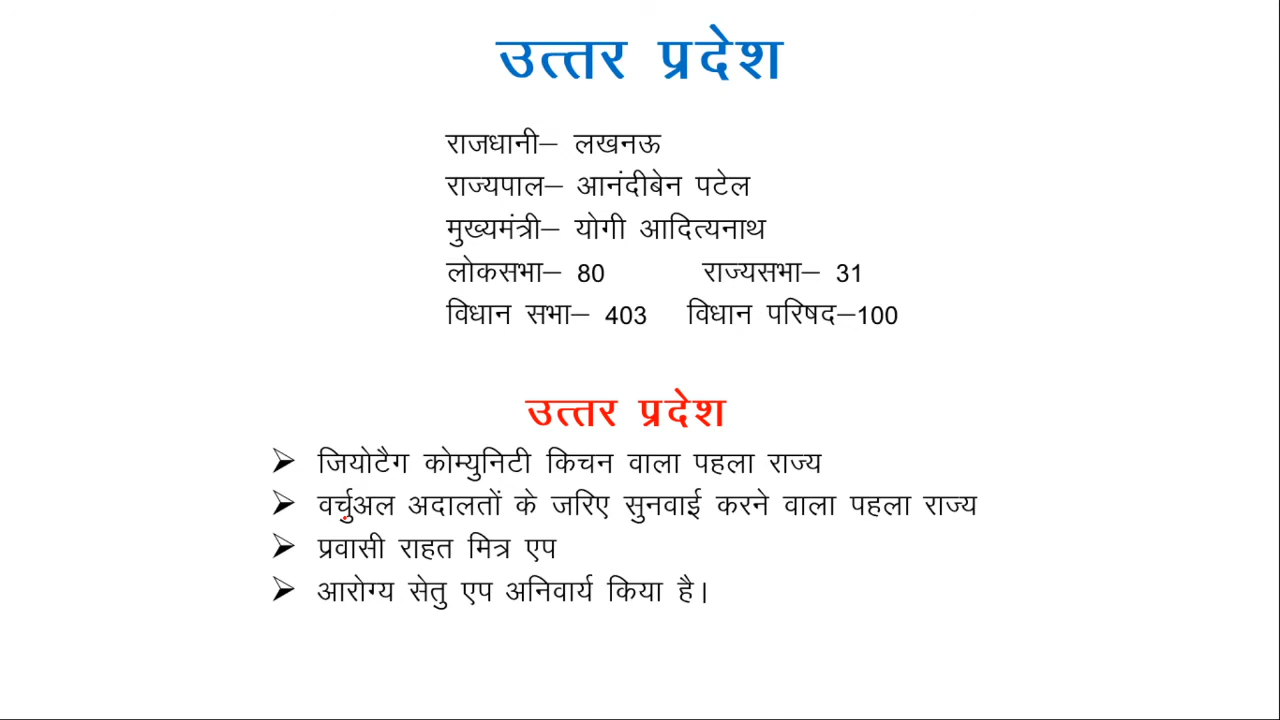 उत्तर प्रदेश
राजधानी– लखनऊ
राज्यपाल– आनंदीबेन पटेल
मुख्यमंत्री– योगी आदित्यनाथ
लोकसभा– 80 राज्यसभा– 31
विधान सभा– 403 विधान परिषद–100
उत्तर प्रदेश
➢ जियोटैग कोम्युनिटी किचन वाला पहला राज्य
➢ वर्चुअल अदालतों के जरिए सुनवाई करने वाला पहला राज्य
➢ प्रवासी राहत मित्र एप
➢ आरोग्य सेतु एप अनिवार्य किया है।